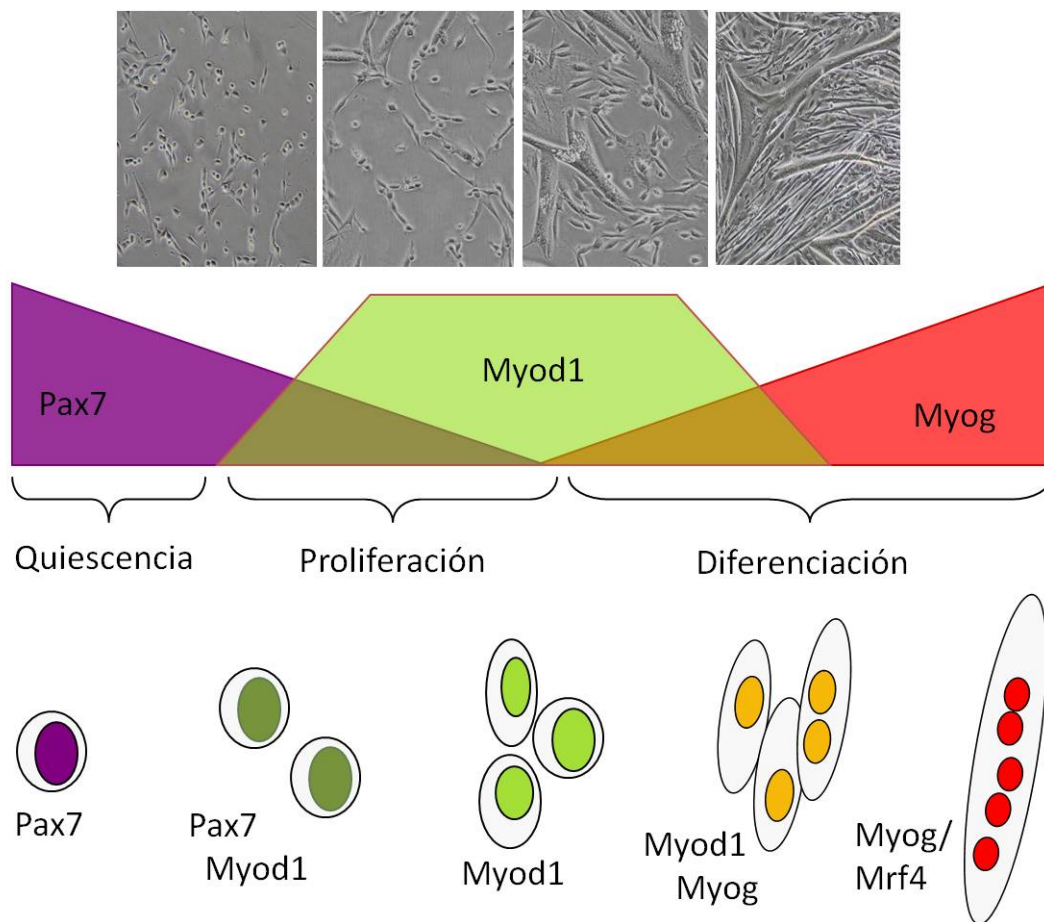 Pax7
Myod1
Myog
Quiescencia
Proliferación
Diferenciación
Pax7
Pax7
Myod1
Myod1
Myod1
Myog
Myog/
Mrf4